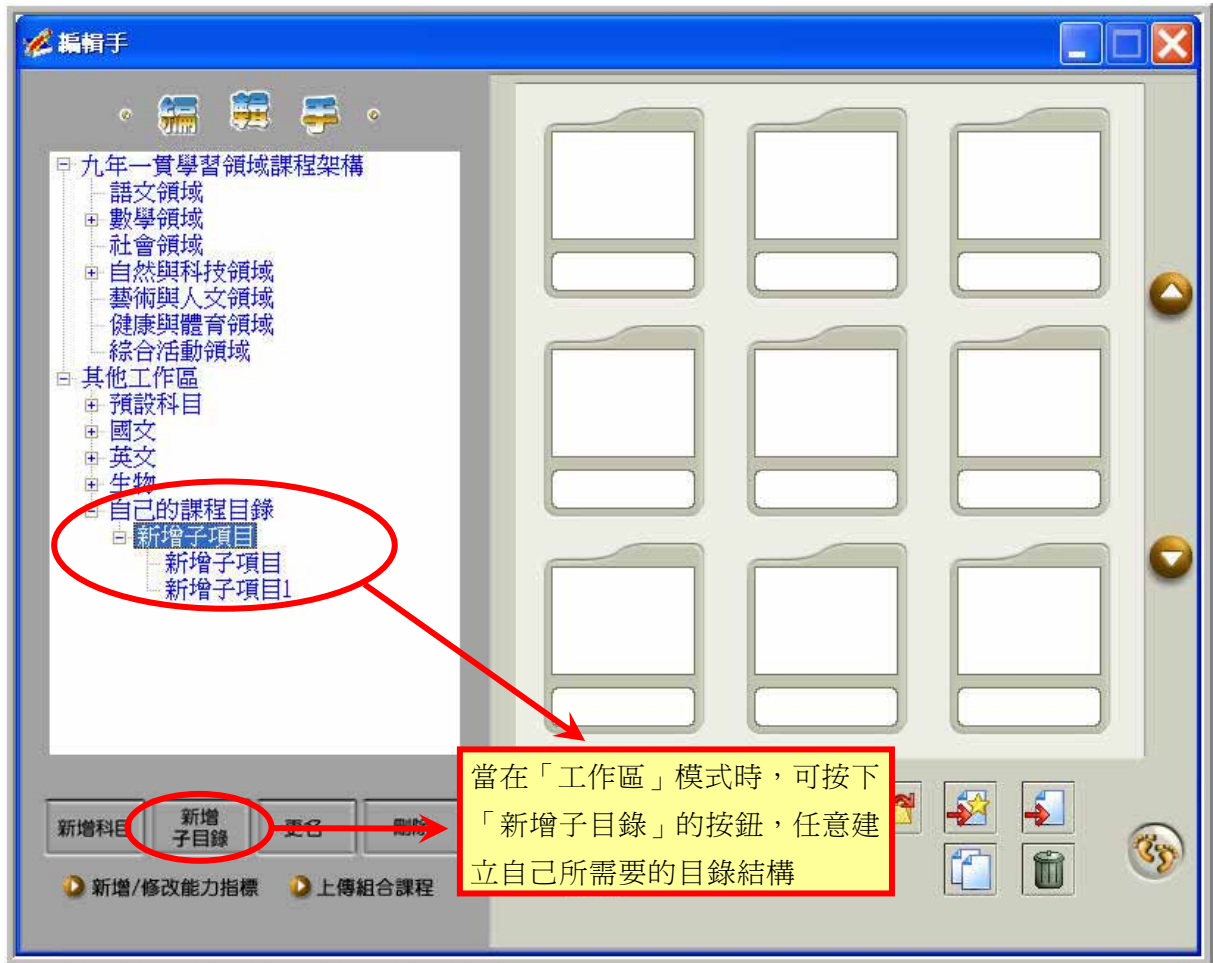 編輯手
編輯手
九年一貫學習領域課程架構
語文領域
數學領域
社會領域
自然與科技領域
藝術與人文領域
健康與體育領域
綜合活動領域
其他工作區
預設科目
國文
英文
生物
自己的課程目錄
新增子項目
新增子項目
新增子項目1
當在「工作區」模式時，可按下
「新增子目錄」的按鈕，任意建
立自己所需要的目錄結構
新增科目
新增
子目錄
更名
刪除
新增/修改能力指標
上傳組合課程